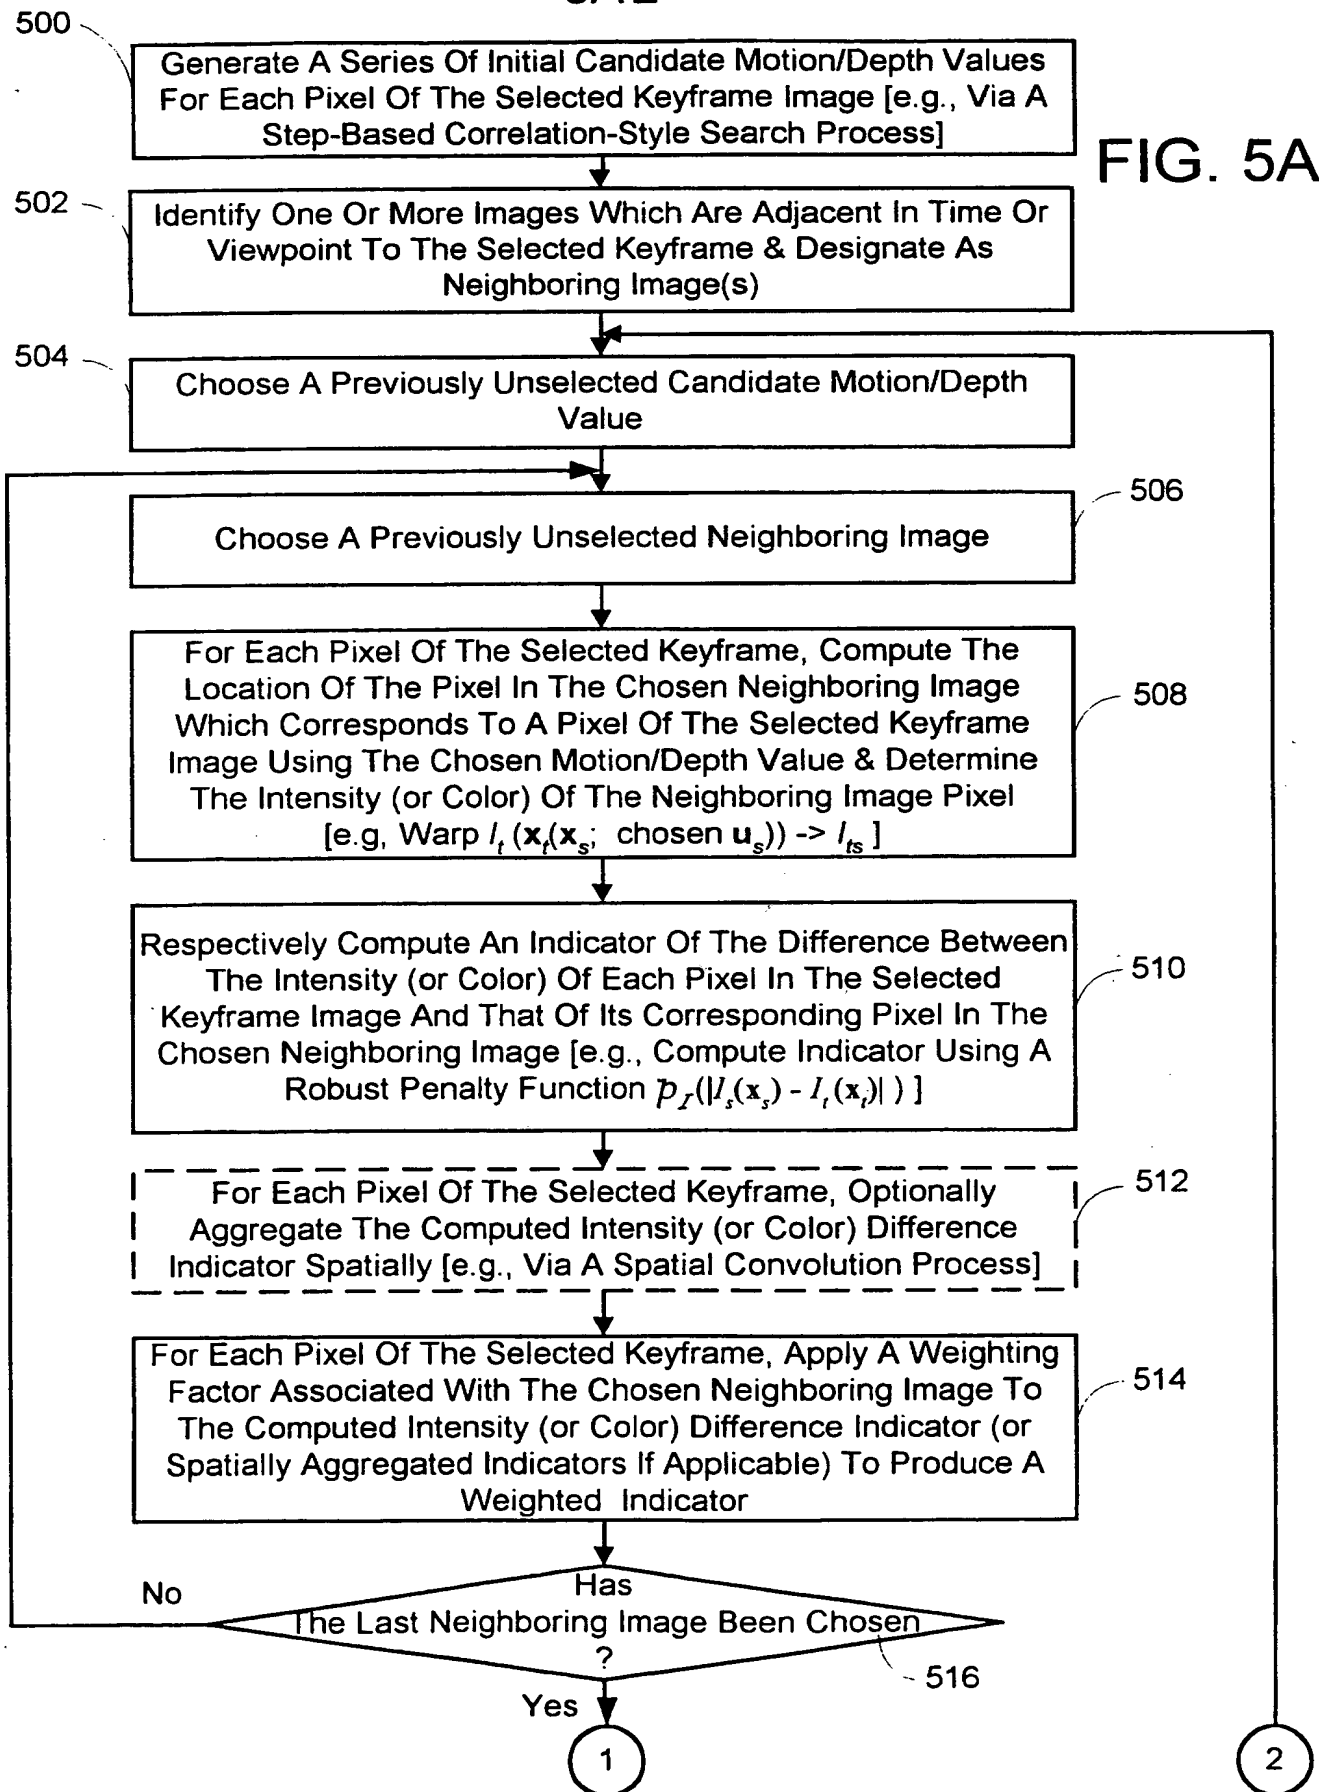 500
Generate A Series Of Initial Candidate Motion/Depth Values
For Each Pixel Of The Selected Keyframe Image [e.g., Via A
Step-Based Correlation-Style Search Process]
FIG. 5A
502
Identify One Or More Images Which Are Adjacent In Time Or
Viewpoint To The Selected Keyframe & Designate As
Neighboring Image(s)
504
Choose A Previously Unselected Candidate Motion/Depth
Value
506
Choose A Previously Unselected Neighboring Image
For Each Pixel Of The Selected Keyframe, Compute The
Location Of The Pixel In The Chosen Neighboring Image
Which Corresponds To A Pixel Of The Selected Keyframe
Image Using The Chosen Motion/Depth Value & Determine
The Intensity (or Color) Of The Neighboring Image Pixel
[e.g, Warp I_t (x_t(x_s; chosen u_s)) -> I_ts ]
508
Respectively Compute An Indicator Of The Difference Between
The Intensity (or Color) Of Each Pixel In The Selected
Keyframe Image And That Of Its Corresponding Pixel In The
Chosen Neighboring Image [e.g., Compute Indicator Using A
Robust Penalty Function p_I(|I_s(x_s) - I_t(x_t)| ) ]
510
For Each Pixel Of The Selected Keyframe, Optionally
Aggregate The Computed Intensity (or Color) Difference
Indicator Spatially [e.g., Via A Spatial Convolution Process]
512
For Each Pixel Of The Selected Keyframe, Apply A Weighting
Factor Associated With The Chosen Neighboring Image To
The Computed Intensity (or Color) Difference Indicator (or
Spatially Aggregated Indicators If Applicable) To Produce A
Weighted Indicator
514
No
Has
The Last Neighboring Image Been Chosen
?
516
Yes
1
2